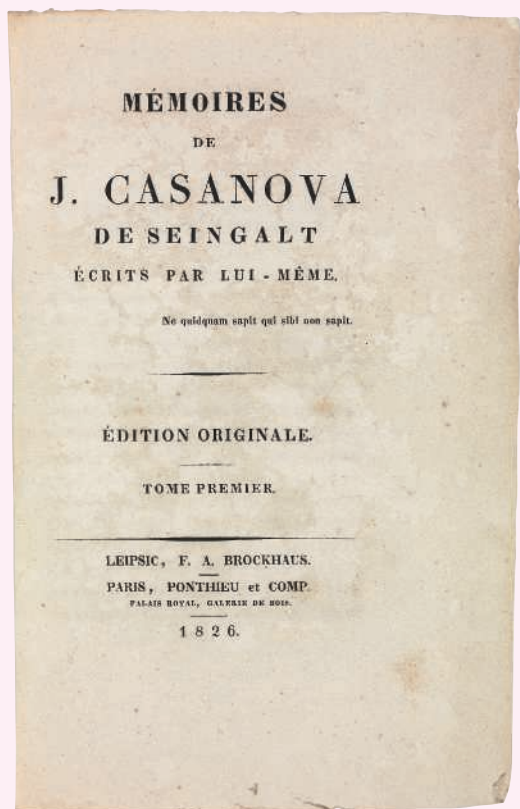 MÉMOIRES
DE
J. CASANOVA
DE SEINGALT
ÉCRITS PAR LUI-MÊME.
Ne quidquam sapit qui sibi non sapit.
ÉDITION ORIGINALE.
TOME PREMIER.
LEIPSIC, F. A. BROCKHAUS.
PARIS, PONTHIEU et COMP.
PALAIS ROYAL, GALERIE DE BOIS.
1826.